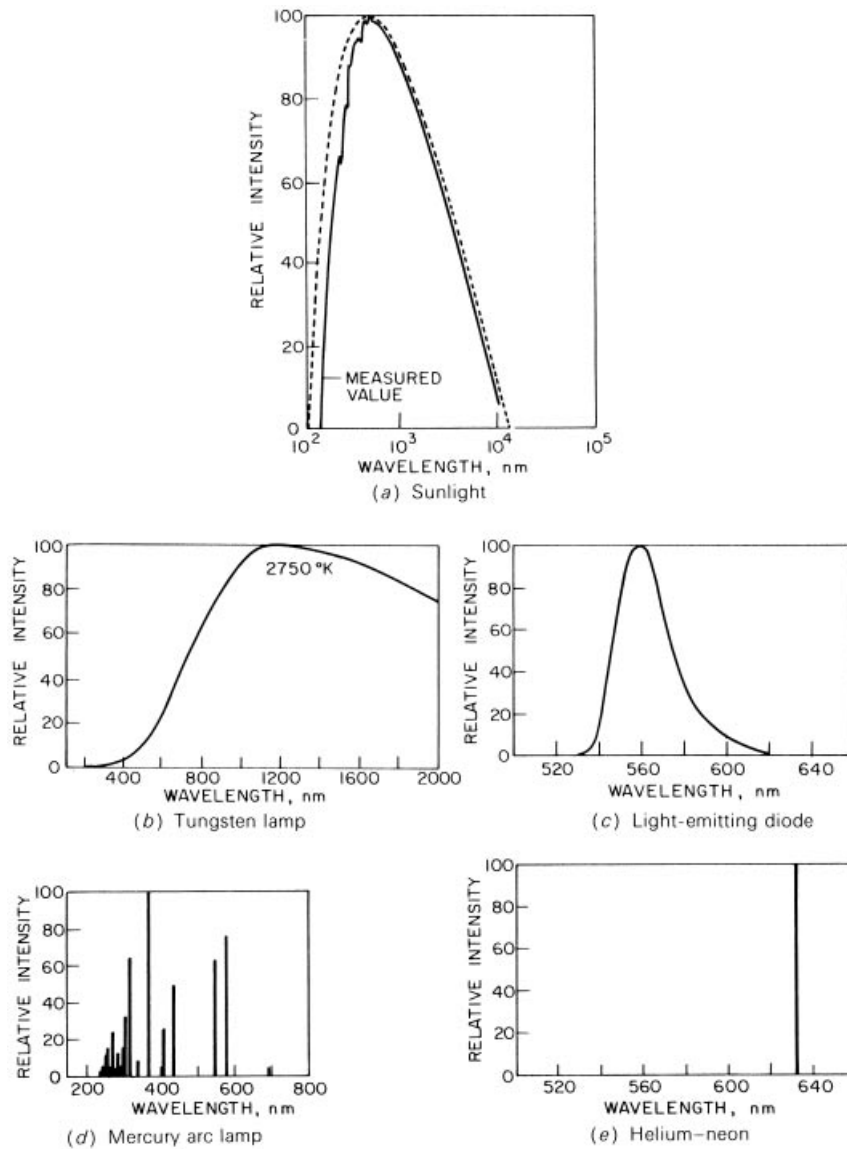 RELATIVE INTENSITY
100
80
60
40
20
0
MEASURED
VALUE
10² 10³ 10⁴ 10⁵
WAVELENGTH, nm
(a) Sunlight
RELATIVE INTENSITY
100
80
60
40
20
0
2750 °K
400 800 1200 1600 2000
WAVELENGTH, nm
(b) Tungsten lamp
RELATIVE INTENSITY
100
80
60
40
20
0
520 560 600 640
WAVELENGTH, nm
(c) Light-emitting diode
RELATIVE INTENSITY
100
80
60
40
20
0
200 400 600 800
WAVELENGTH, nm
(d) Mercury arc lamp
RELATIVE INTENSITY
100
80
60
40
20
0
520 560 600 640
WAVELENGTH, nm
(e) Helium–neon